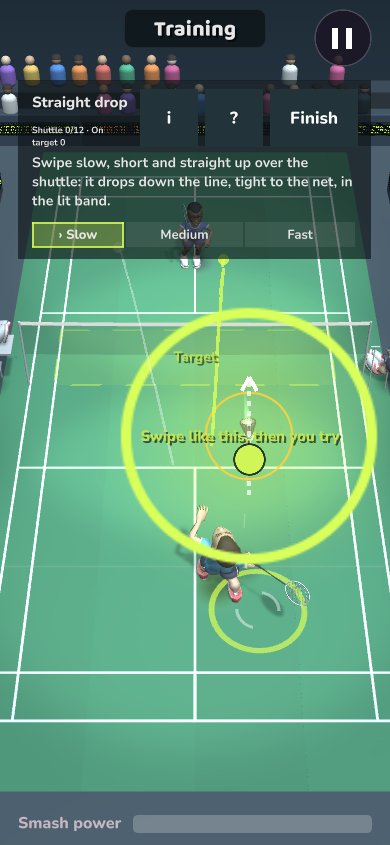 Training
Straight drop
i
?
Finish
Shuttle 0/12 · On
target 0
Swipe slow, short and straight up over the
shuttle: it drops down the line, tight to the net, in
the lit band.
› Slow
Medium
Fast
Target
Swipe like this, then you try
Smash power